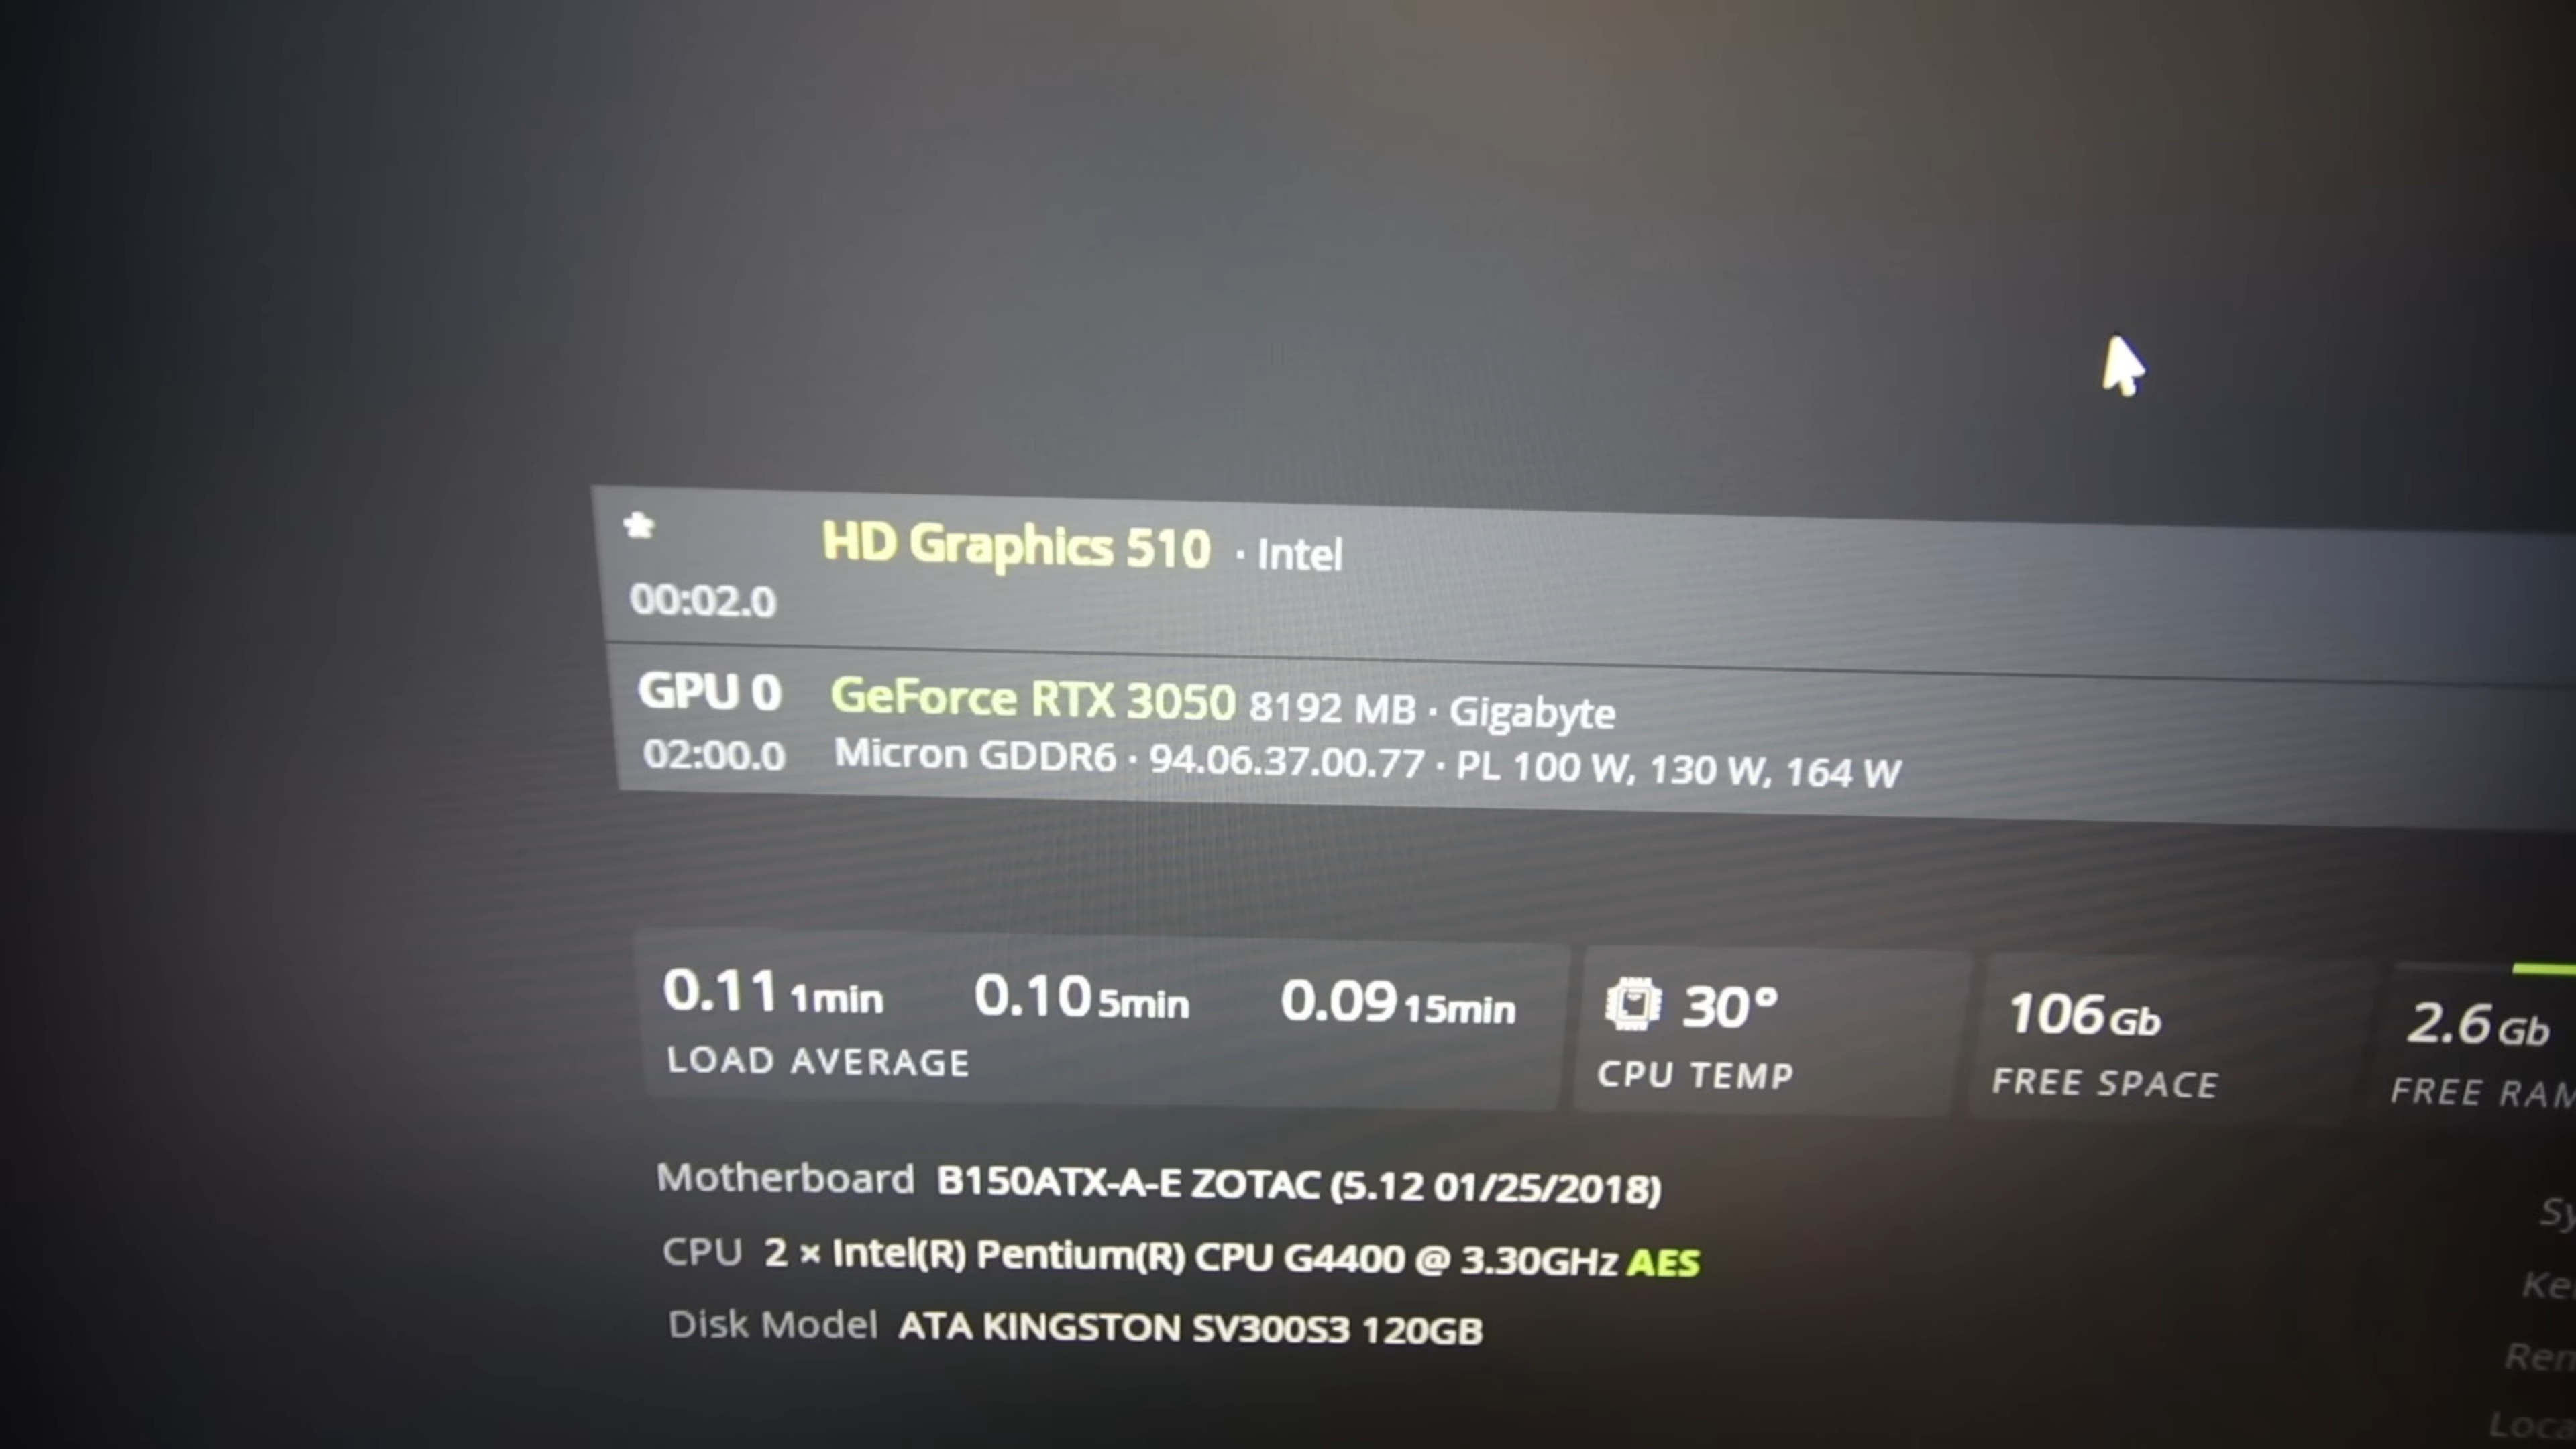 HD Graphics 510 · Intel
00:02.0
GPU 0 GeForce RTX 3050 8192 MB · Gigabyte
02:00.0 Micron GDDR6 · 94.06.37.00.77 · PL 100 W, 130 W, 164 W
0.11 1min 0.10 5min 0.09 15min 30° 106 Gb 2.6 Gb
LOAD AVERAGE CPU TEMP FREE SPACE FREE RAM
Motherboard B150ATX-A-E ZOTAC (5.12 01/25/2018)
CPU 2 × Intel(R) Pentium(R) CPU G4400 @ 3.30GHz AES
Disk Model ATA KINGSTON SV300S3 120GB